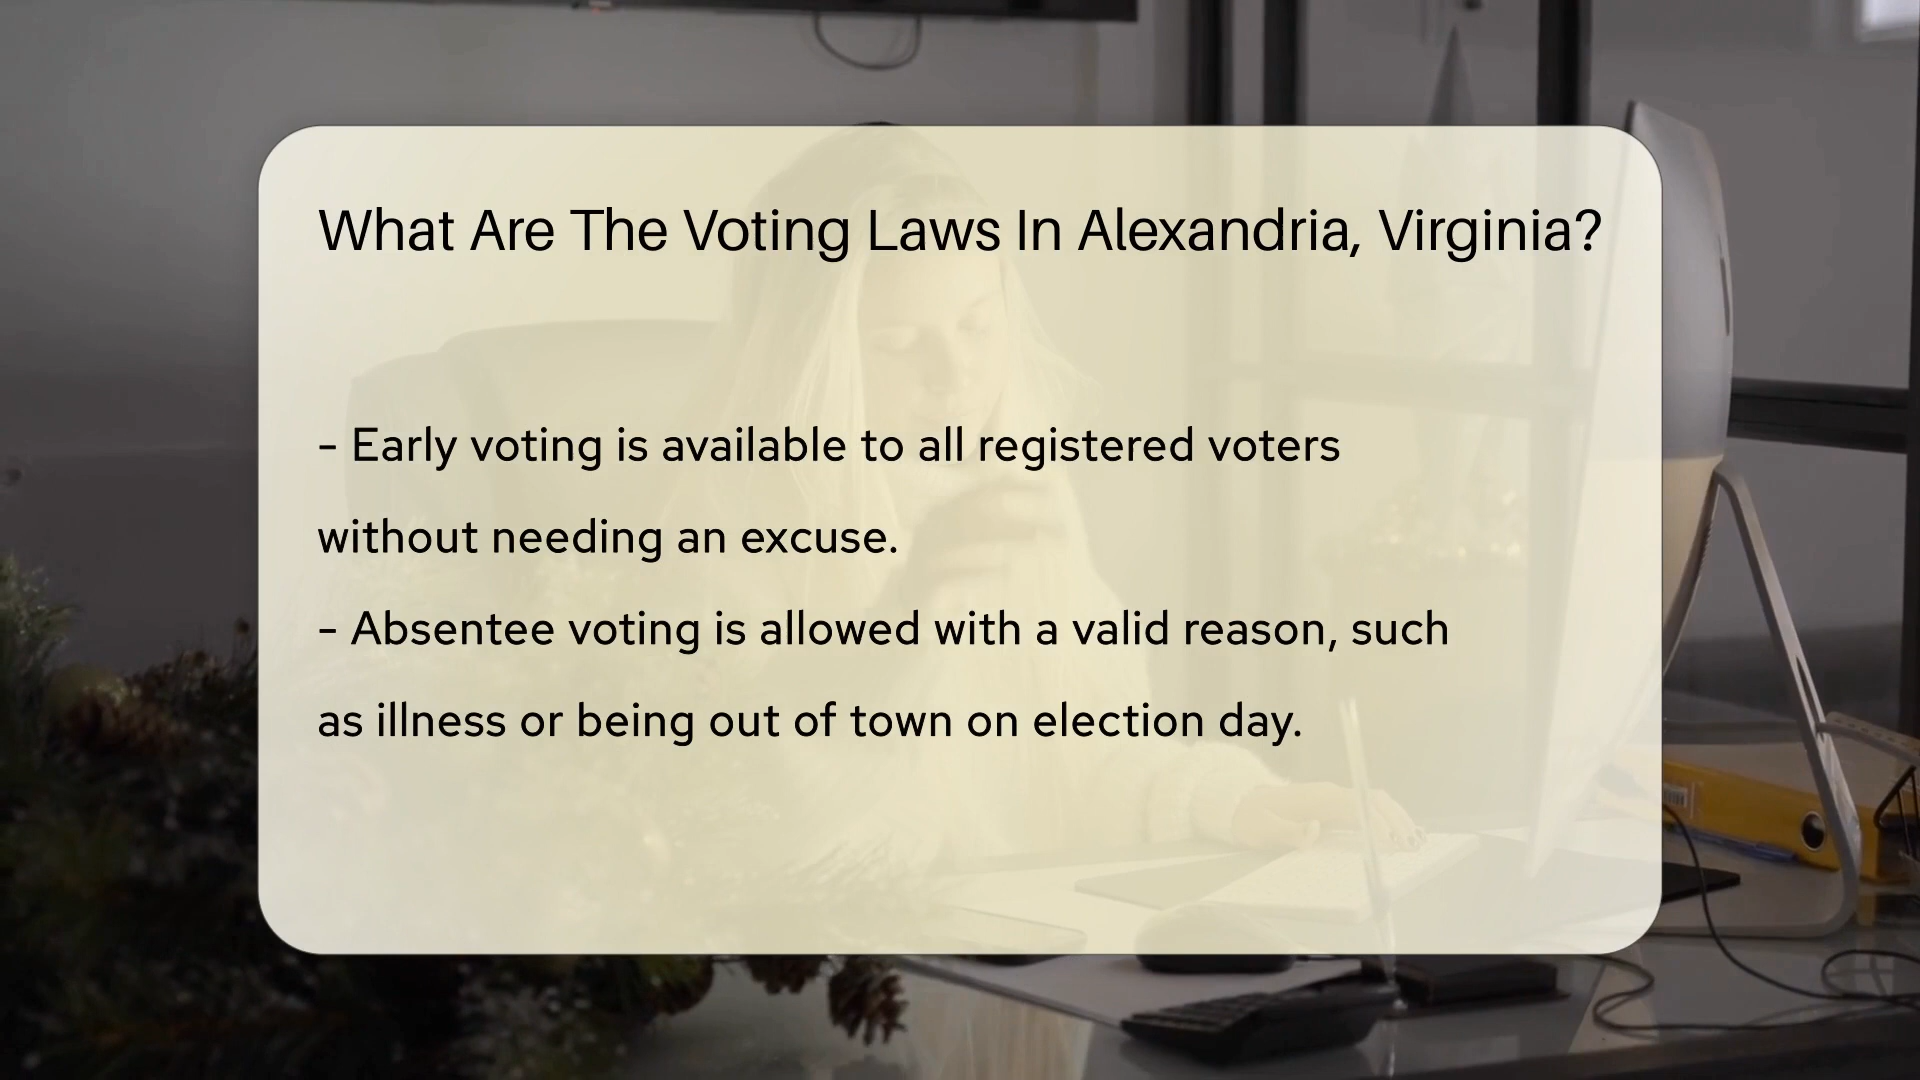 What Are The Voting Laws In Alexandria, Virginia?
– Early voting is available to all registered voters
without needing an excuse.
– Absentee voting is allowed with a valid reason, such
as illness or being out of town on election day.